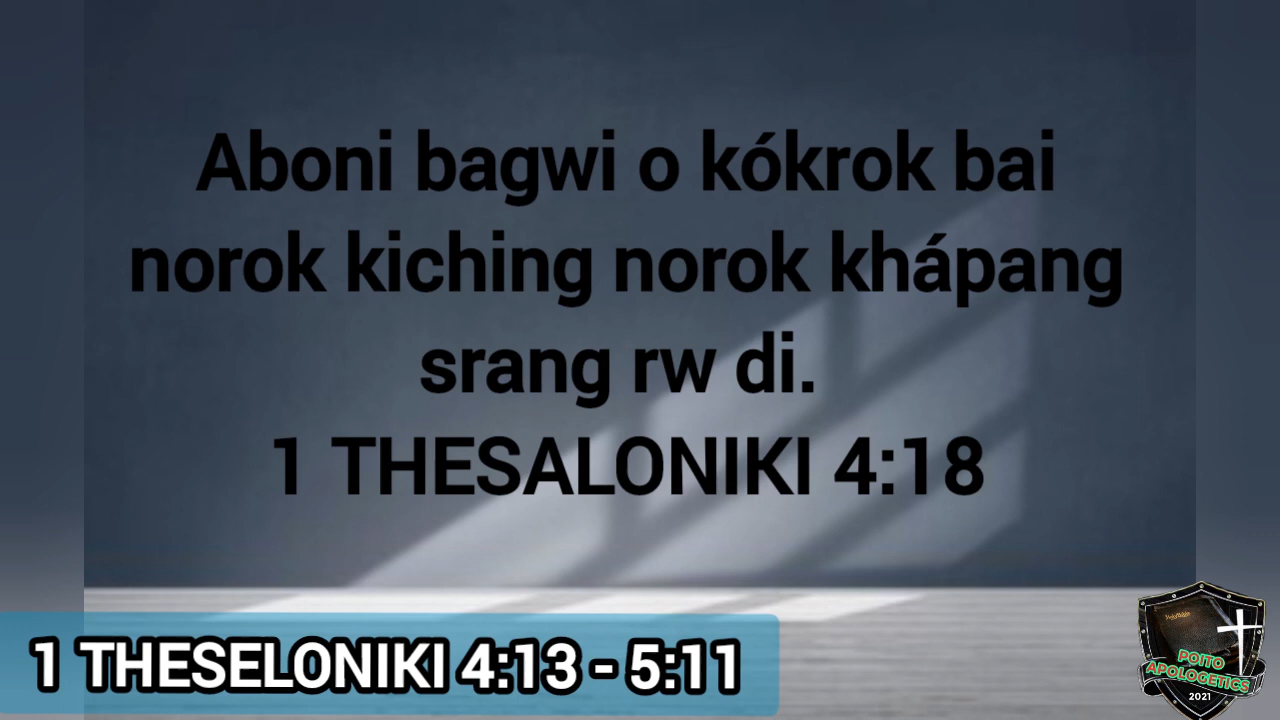 Aboni bagwi o kókrok bai
norok kiching norok khápang
srang rw di.
1 THESALONIKI 4:18
1 THESELONIKI 4:13 - 5:11
POITO
APOLOGETICS
2021